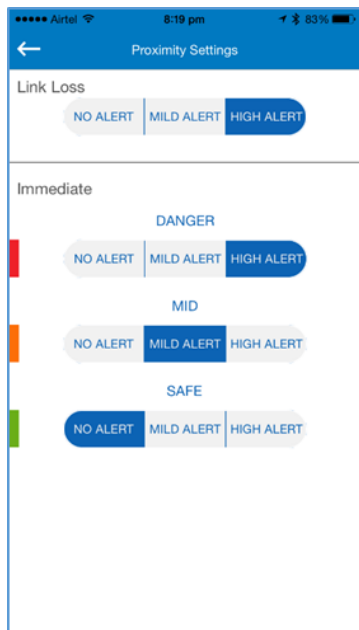 Airtel 8:19 pm 83%
Proximity Settings
Link Loss
NO ALERT MILD ALERT HIGH ALERT
Immediate
DANGER
NO ALERT MILD ALERT HIGH ALERT
MID
NO ALERT MILD ALERT HIGH ALERT
SAFE
NO ALERT MILD ALERT HIGH ALERT